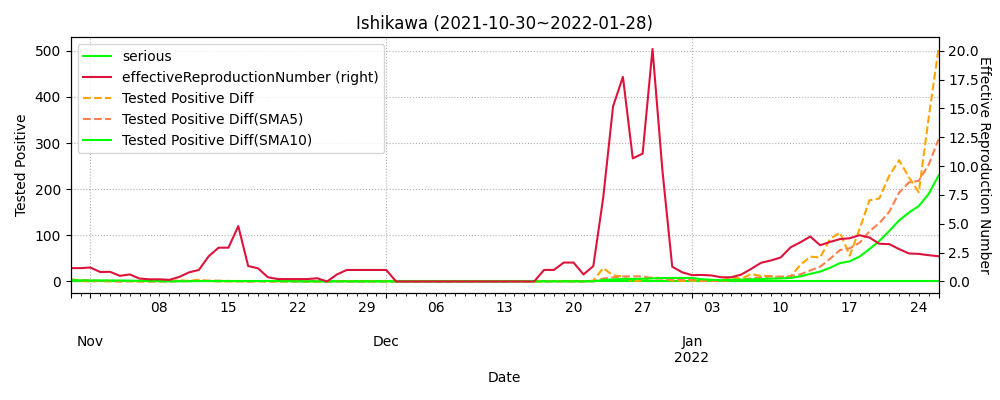 Ishikawa (2021-10-30~2022-01-28)
serious
effectiveReproductionNumber (right)
Tested Positive Diff
Tested Positive Diff(SMA5)
Tested Positive Diff(SMA10)
Tested Positive
500
400
300
200
100
0
20.0
17.5
15.0
12.5
10.0
7.5
5.0
2.5
0.0
Effective Reproduction Number
08 15 22 29 06 13 20 27 03 10 17 24
Nov Dec Jan
2022
Date